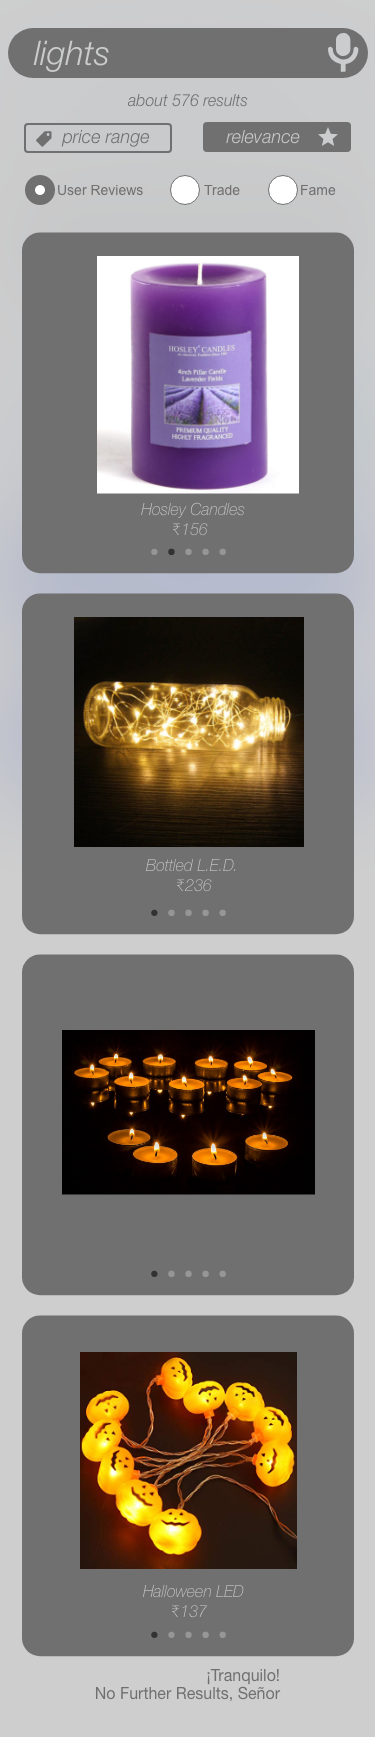 lights
about 576 results
price range
relevance
User Reviews
Trade
Fame
HOSLEY® CANDLES
4inch Pillar Candle
Lavender Fields
PREMIUM QUALITY
HIGHLY FRAGRANCED
Hosley Candles
₹156
Bottled L.E.D.
₹236
Halloween LED
₹137
¡Tranquilo!
No Further Results, Señor